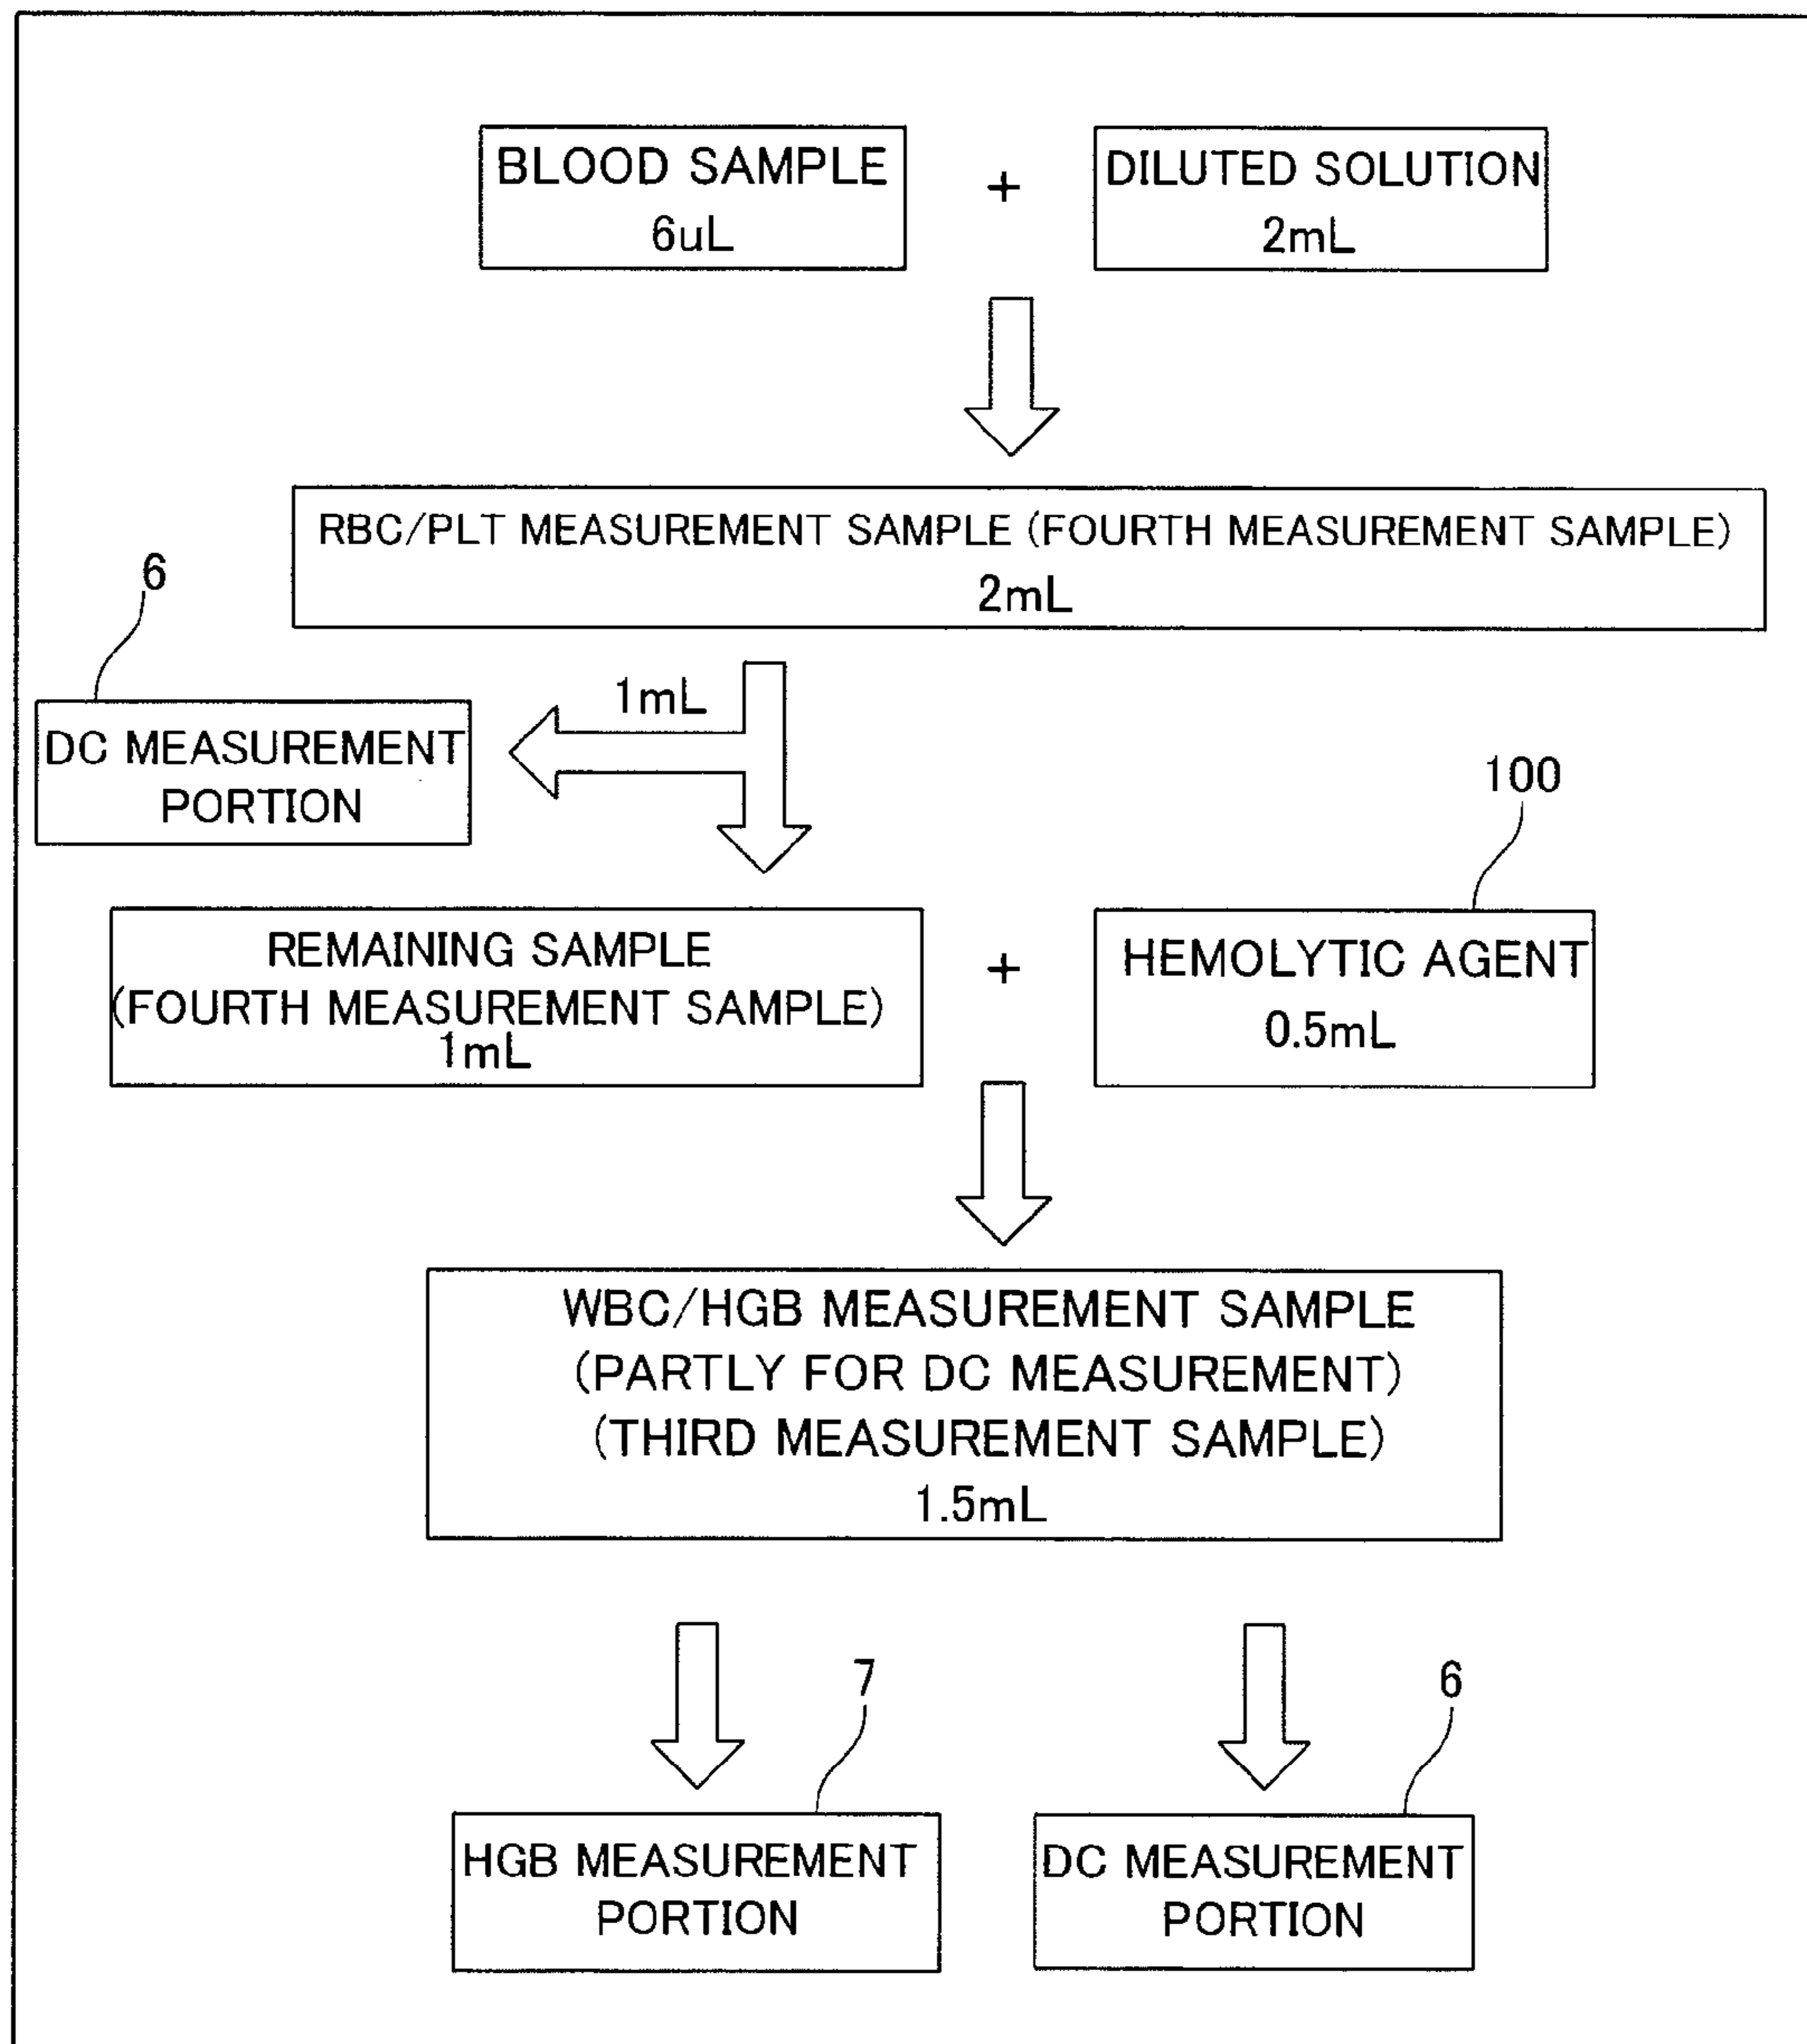 BLOOD SAMPLE
6uL
+
DILUTED SOLUTION
2mL
RBC/PLT MEASUREMENT SAMPLE (FOURTH MEASUREMENT SAMPLE)
2mL
6
1mL
DC MEASUREMENT
PORTION
100
REMAINING SAMPLE
(FOURTH MEASUREMENT SAMPLE)
1mL
+
HEMOLYTIC AGENT
0.5mL
WBC/HGB MEASUREMENT SAMPLE
(PARTLY FOR DC MEASUREMENT)
(THIRD MEASUREMENT SAMPLE)
1.5mL
7
6
HGB MEASUREMENT
PORTION
DC MEASUREMENT
PORTION